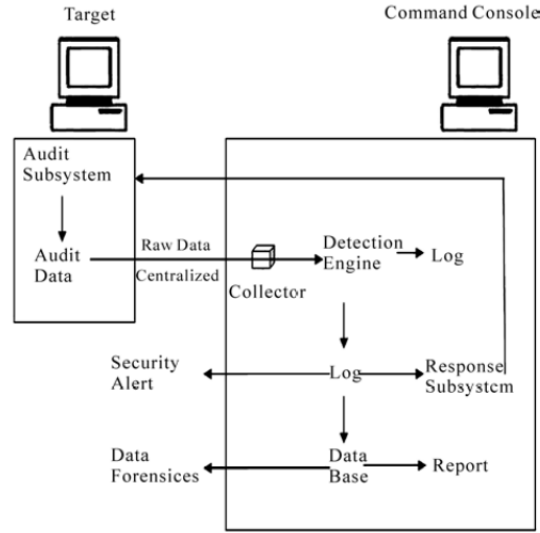 Target
Command Console
Audit
Subsystem
Audit
Data
Raw Data
Centralized
Collector
Detection
Engine
Log
Security
Alert
Log
Response
Subsystem
Data
Forensices
Data
Base
Report